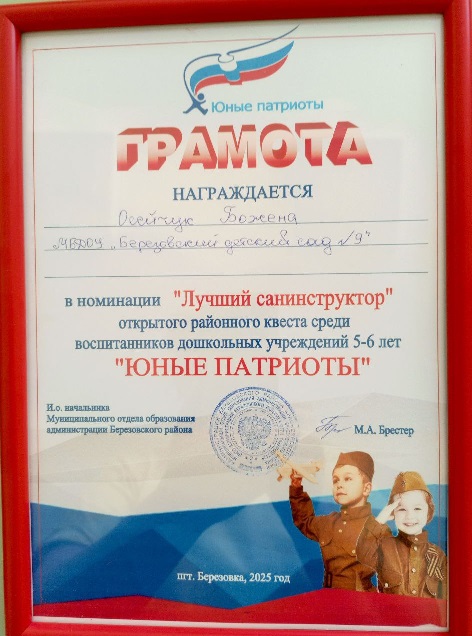 Юные патриоты
ГРАМОТА
НАГРАЖДАЕТСЯ
Осейчук Божена
МБДОУ „Березовский детский сад №9"
в номинации "Лучший санинструктор"
открытого районного квеста среди
воспитанников дошкольных учреждений 5-6 лет
"ЮНЫЕ ПАТРИОТЫ"
И.о. начальника
Муниципального отдела образования
администрации Березовского района
М.А. Брестер
пгт. Березовка, 2025 год